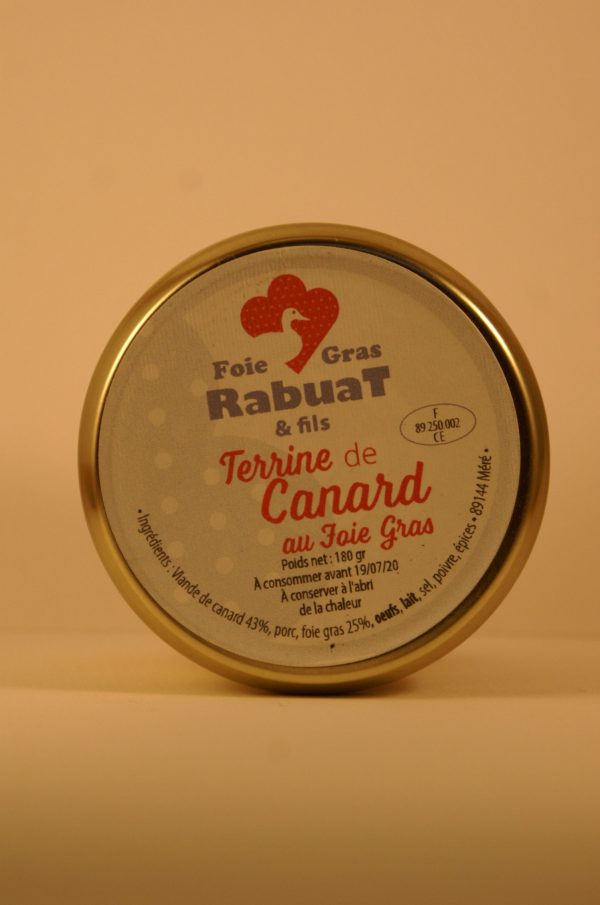 Foie Gras
RabuaT
& fils
F
89 250 002
CE
Terrine de
Canard
au Foie Gras
Poids net : 180 gr
À consommer avant 19/07/20
À conserver à l'abri
de la chaleur
• Ingrédients : Viande de canard 43%, porc, foie gras 25%, oeufs, lait, sel, poivre, épices • 89144 Méré •